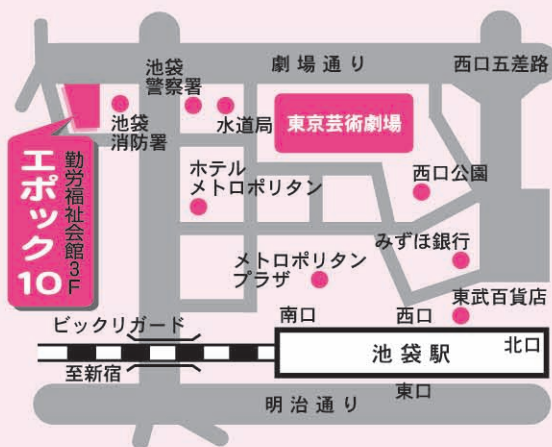 劇場通り
西口五差路
池袋
警察署
池袋
消防署
水道局
東京芸術劇場
勤労福祉会館3F
エポック10
ホテル
メトロポリタン
西口公園
みずほ銀行
メトロポリタン
プラザ
東武百貨店
南口
西口
北口
ビックリガード
池袋駅
至新宿
東口
明治通り